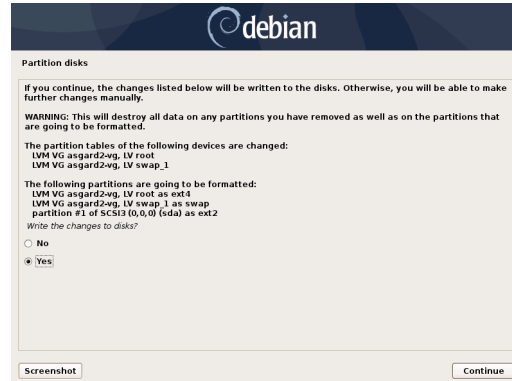 debian
Partition disks
If you continue, the changes listed below will be written to the disks. Otherwise, you will be able to make
further changes manually.
WARNING: This will destroy all data on any partitions you have removed as well as on the partitions that
are going to be formatted.
The partition tables of the following devices are changed:
LVM VG asgard2-vg, LV root
LVM VG asgard2-vg, LV swap_1
The following partitions are going to be formatted:
LVM VG asgard2-vg, LV root as ext4
LVM VG asgard2-vg, LV swap_1 as swap
partition #1 of SCSI3 (0,0,0) (sda) as ext2
Write the changes to disks?
No
Yes
Screenshot
Continue